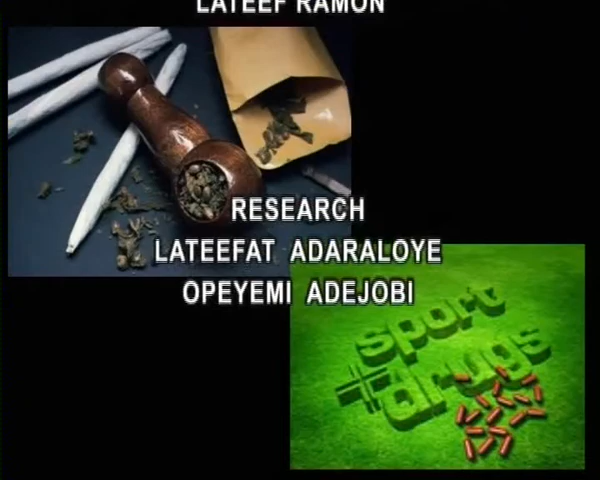 LATEEF RAMON
RESEARCH
LATEEFAT ADARALOYE
OPEYEMI ADEJOBI
sport
+drugs